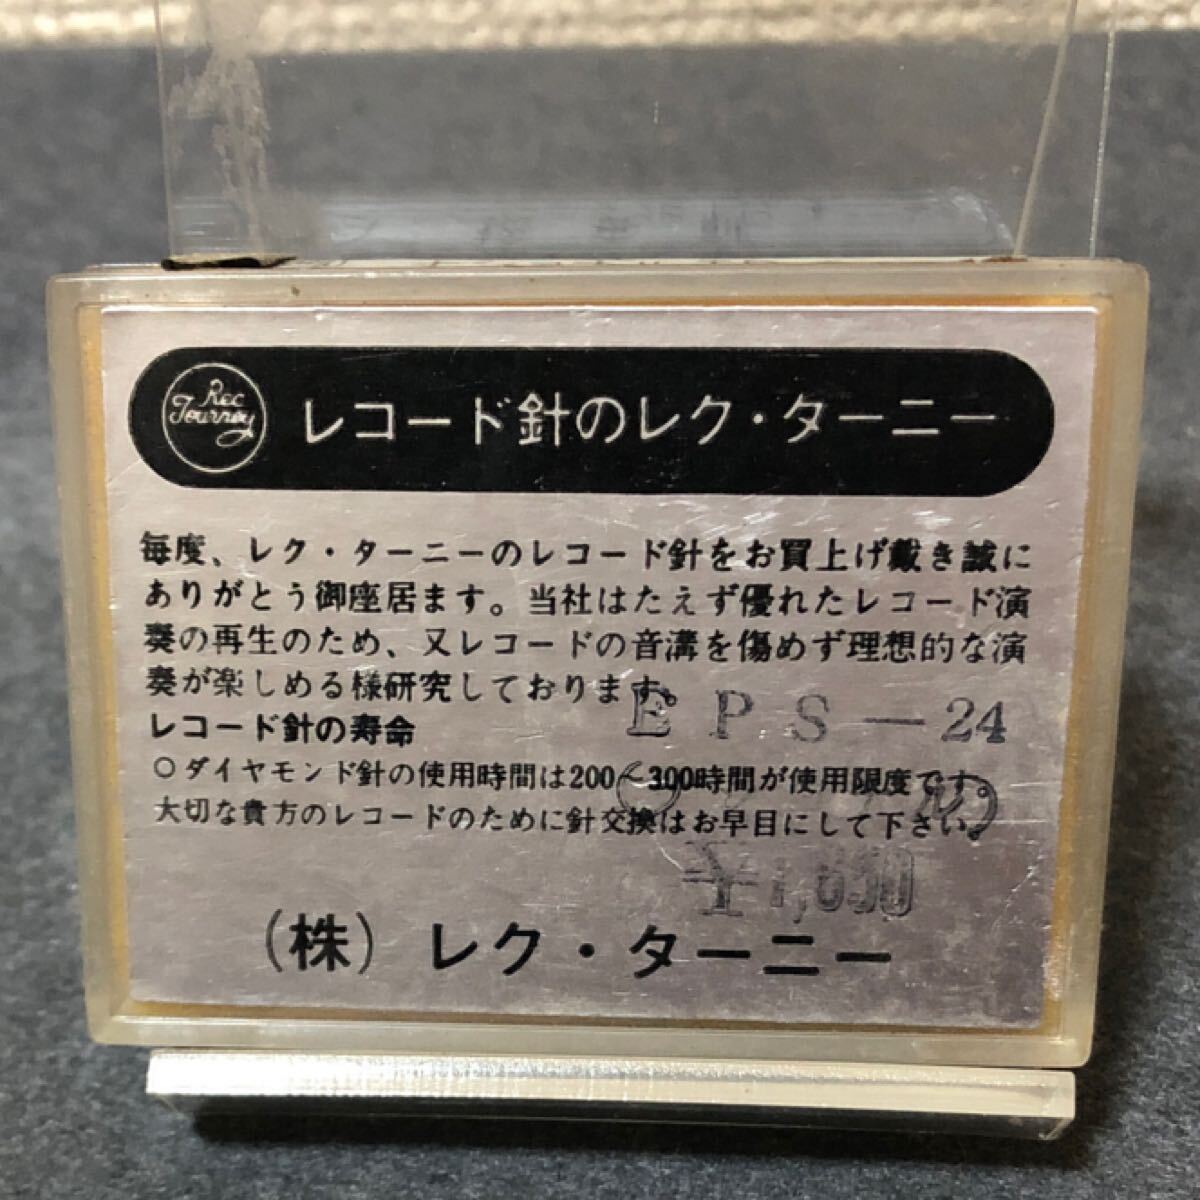 Rec
Tourney
レコード針のレク・ターニー
毎度、レク・ターニーのレコード針をお買上げ戴き誠に
ありがとう御座居ます。当社はたえず優れたレコード演
奏の再生のため、又レコードの音溝を傷めず理想的な演
奏が楽しめる様研究しております。
EPS-24
レコード針の寿命
○ダイヤモンド針の使用時間は200〜300時間が使用限度です。
大切な貴方のレコードのために針交換はお早目にして下さい。
(株)レク・ターニー